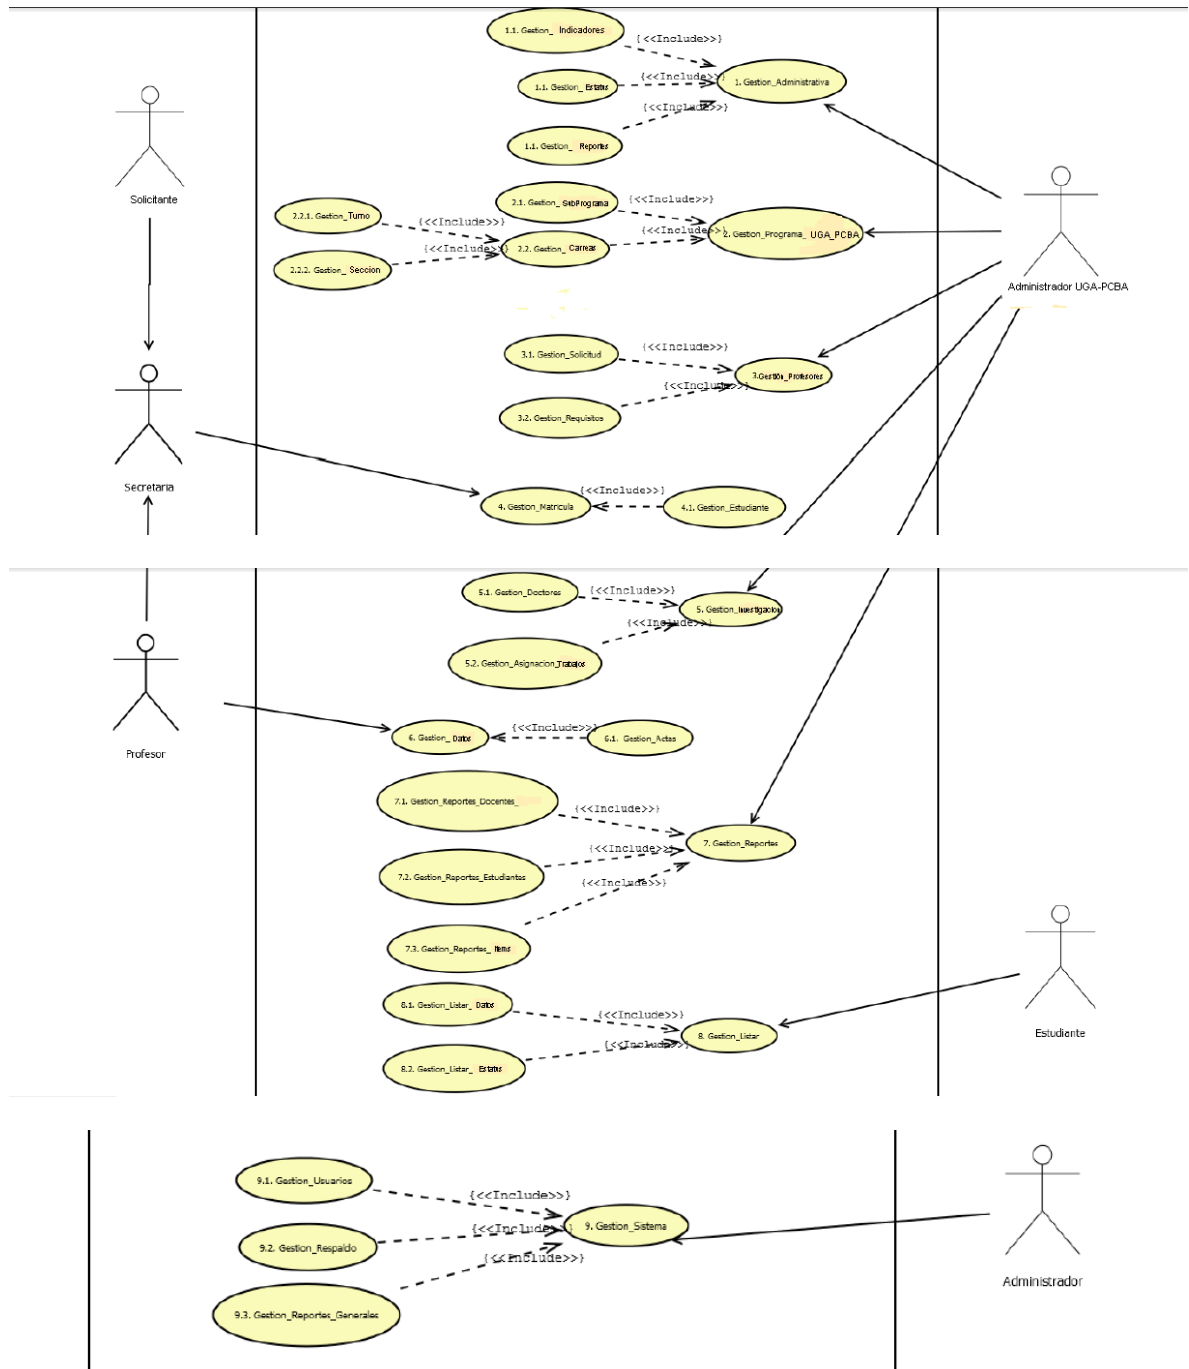 1.1. Gestion_ Indicadores
{<<Include>>}
1.1. Gestion_ Estatus
{<<Include>>}
1. Gestion_Administrativa
{<<Include>>}
1.1. Gestion_ Reportes
Solicitante
2.1. Gestion_ SubPrograma
{<<Include>>}
2.2.1. Gestion_ Turno
{<<Include>>}
{<<Include>>}
2. Gestion_Programa_ UGA_PCBA
2.2. Gestion_ Carreas
{<<Include>>}
2.2.2. Gestion_ Seccion
Administrador UGA-PCBA
3.1. Gestion_Solicitud
{<<Include>>}
3.Gestión_Profesores
{<<Include>>}
3.2. Gestion_Requisitos
Secretaria
{<<Include>>}
4. Gestion_Matricula
4.1. Gestion_Estudiante
5.1. Gestion_Doctores
{<<Include>>}
5. Gestion_Investigacion
{<<Include>>}
5.2. Gestion_Asignacion_Trabajos
Profesor
{<<Include>>}
6. Gestion_ Datos
6.1. Gestion_Actas
7.1. Gestion_Reportes_Docentes_
{<<Include>>}
7. Gestion_Reportes
{<<Include>>}
7.2. Gestion_Reportes_Estudiantes
{<<Include>>}
7.3. Gestion_Reportes_ Items
8.1. Gestion_Listar_ Datos
{<<Include>>}
8. Gestion_Listar
Estudiante
{<<Include>>}
8.2. Gestion_Listar_ Estatus
9.1. Gestion_Usuarios
{<<Include>>}
9. Gestion_Sistema
{<<Include>>}
9.2. Gestion_Respaldo
{<<Include>>}
Administrador
9.3. Gestion_Reportes_Generales